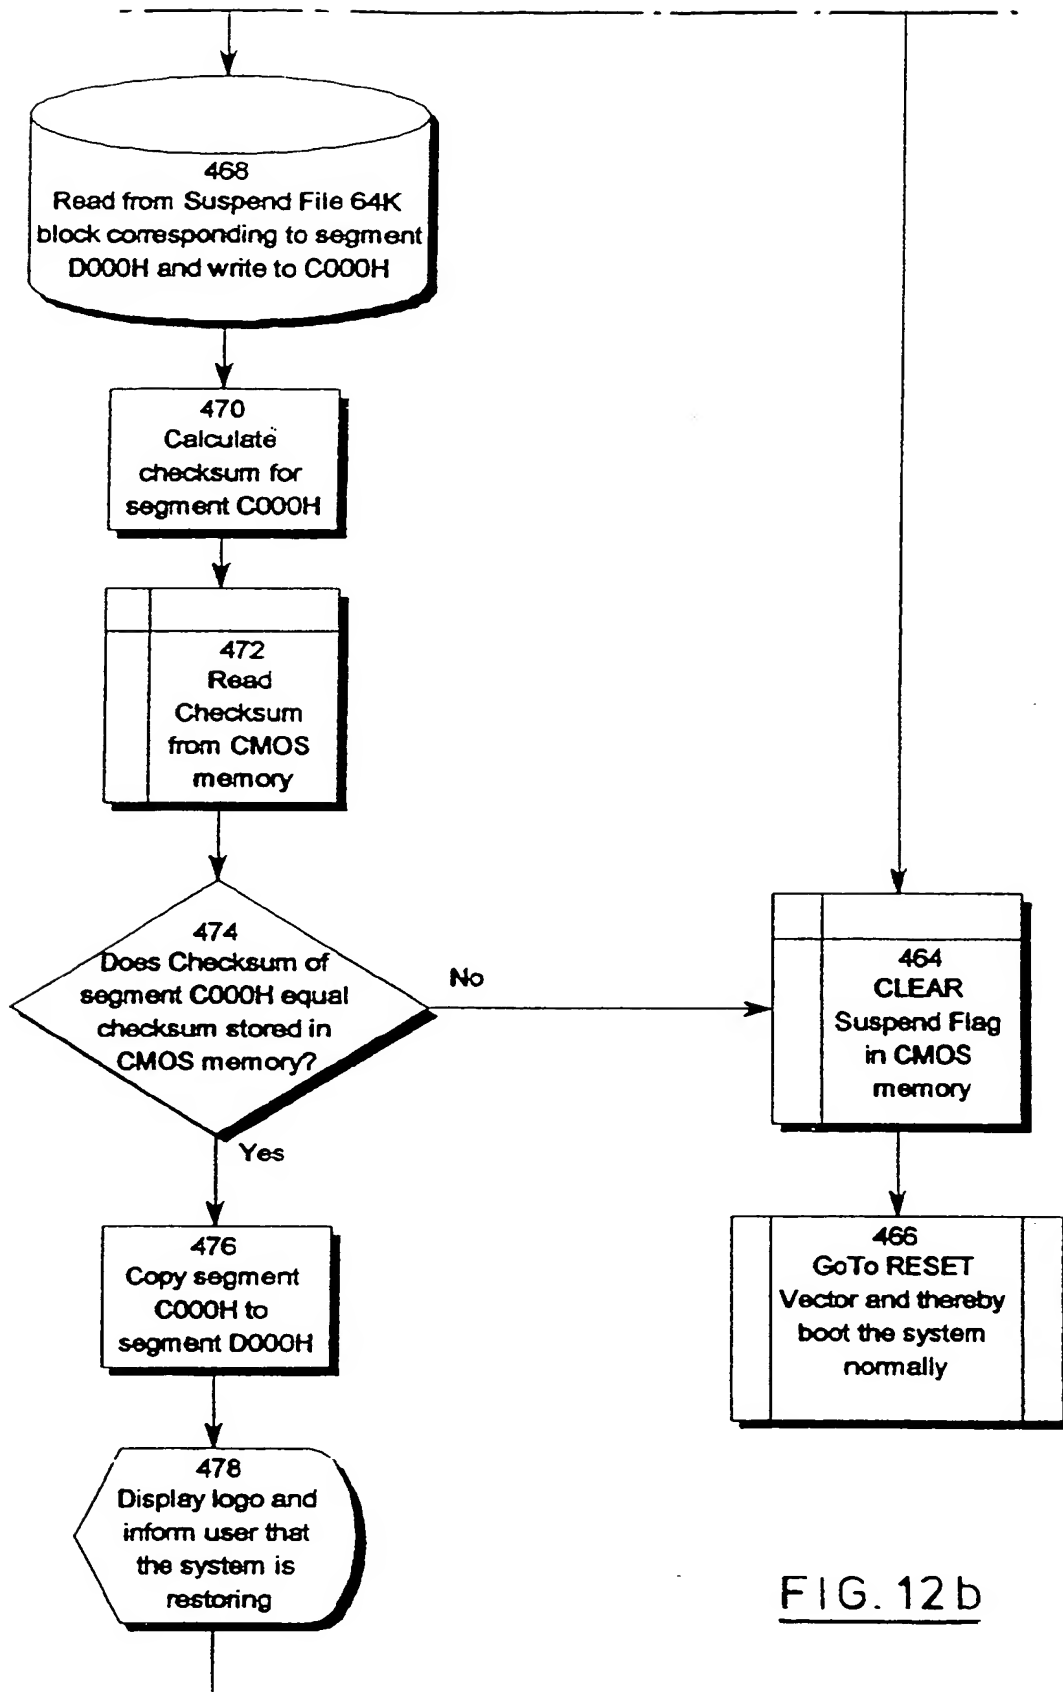 468
Read from Suspend File 64K
block corresponding to segment
D000H and write to C000H
470
Calculate
checksum for
segment C000H
472
Read
Checksum
from CMOS
memory
474
Does Checksum of
segment C000H equal
checksum stored in
CMOS memory?
No
Yes
464
CLEAR
Suspend Flag
in CMOS
memory
466
GoTo RESET
Vector and thereby
boot the system
normally
476
Copy segment
C000H to
segment D000H
478
Display logo and
inform user that
the system is
restoring
FIG. 12b